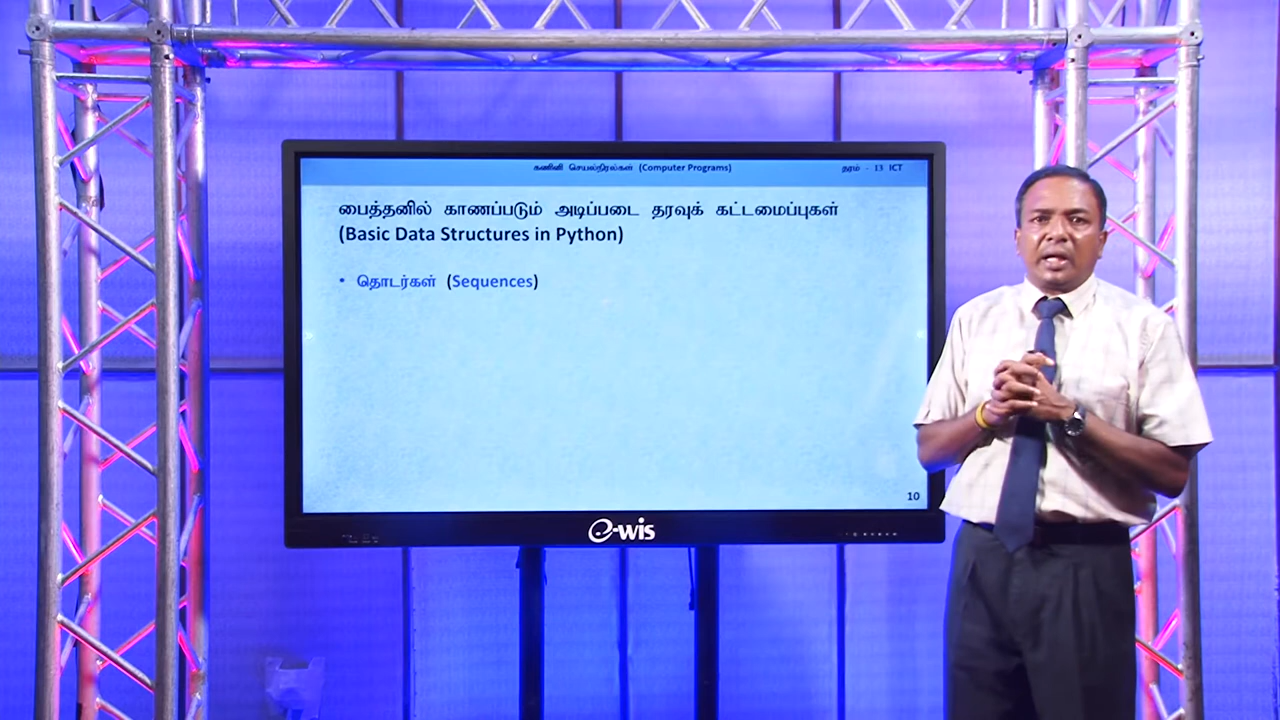 கணினி செயல்நிரல்கள் (Computer Programs)
தரம் - 13 ICT
பைத்தனில் காணப்படும் அடிப்படை தரவுக் கட்டமைப்புகள்
(Basic Data Structures in Python)
• தொடர்கள் (Sequences)
10
e-wis